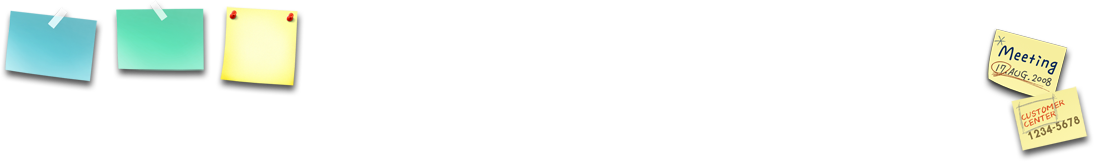 *Meeting
17 AUG. 2008
CUSTOMER
CENTER
1234-5678